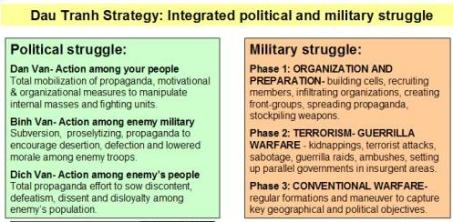 Dau Tranh Strategy: Integrated political and military struggle
Political struggle:
Dan Van- Action among your people
Total mobilization of propaganda, motivational
& organizational measures to manipulate
internal masses and fighting units.
Binh Van- Action among enemy military
Subversion, proselytizing, propaganda to
encourage desertion, defection and lowered
morale among enemy troops.
Dich Van- Action among enemy's people
Total propaganda effort to sow discontent,
defeatism, dissent and disloyalty among
enemy's population.
Military struggle:
Phase 1: ORGANIZATION AND
PREPARATION- building cells, recruiting
members, infiltrating organizations, creating
front-groups, spreading propaganda,
stockpiling weapons.
Phase 2: TERRORISM- GUERRILLA
WARFARE - kidnappings, terrorist attacks,
sabotage, guerrilla raids, ambushes, setting
up parallel governments in insurgent areas.
Phase 3: CONVENTIONAL WARFARE-
regular formations and maneuver to capture
key geographical and political objectives.